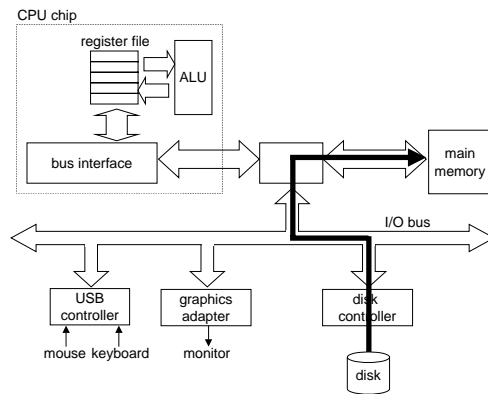 CPU chip
register file
ALU
bus interface
main
memory
I/O bus
USB
controller
graphics
adapter
disk
controller
mouse keyboard
monitor
disk